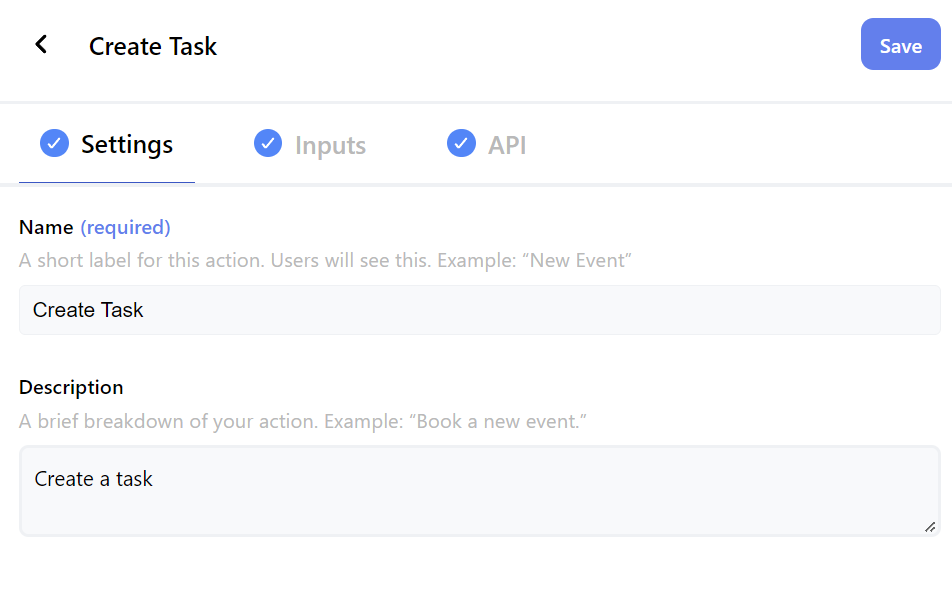 Create Task
Save
Settings
Inputs
API
Name (required)
A short label for this action. Users will see this. Example: “New Event”
Create Task
Description
A brief breakdown of your action. Example: “Book a new event.”
Create a task